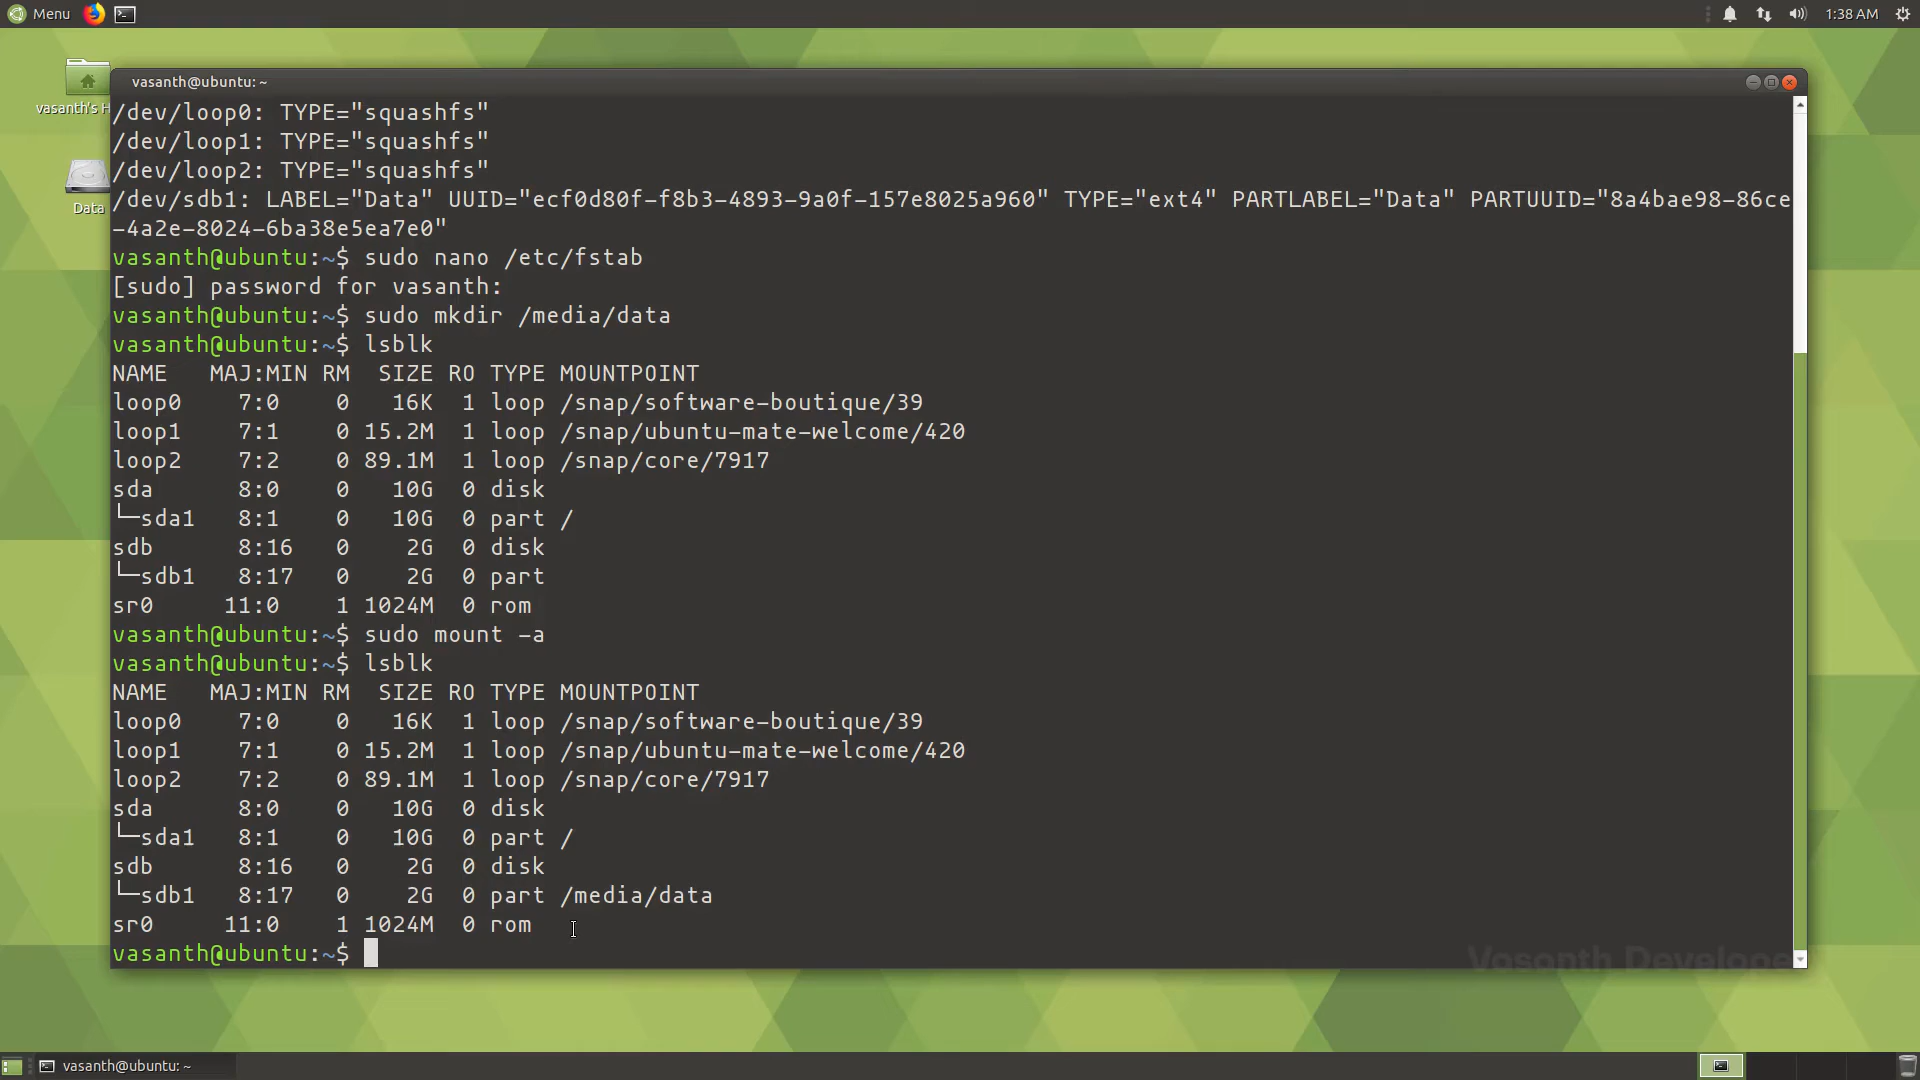 Menu
1:38 AM
vasanth's H
Data
vasanth@ubuntu: ~
/dev/loop0: TYPE="squashfs"
/dev/loop1: TYPE="squashfs"
/dev/loop2: TYPE="squashfs"
/dev/sdb1: LABEL="Data" UUID="ecf0d80f-f8b3-4893-9a0f-157e8025a960" TYPE="ext4" PARTLABEL="Data" PARTUUID="8a4bae98-86ce
-4a2e-8024-6ba38e5ea7e0"
vasanth@ubuntu:~$ sudo nano /etc/fstab
[sudo] password for vasanth:
vasanth@ubuntu:~$ sudo mkdir /media/data
vasanth@ubuntu:~$ lsblk
NAME   MAJ:MIN RM   SIZE RO TYPE MOUNTPOINT
loop0    7:0    0    16K  1 loop /snap/software-boutique/39
loop1    7:1    0  15.2M  1 loop /snap/ubuntu-mate-welcome/420
loop2    7:2    0  89.1M  1 loop /snap/core/7917
sda      8:0    0    10G  0 disk
└─sda1   8:1    0    10G  0 part /
sdb      8:16   0     2G  0 disk
└─sdb1   8:17   0     2G  0 part
sr0     11:0    1  1024M  0 rom
vasanth@ubuntu:~$ sudo mount -a
vasanth@ubuntu:~$ lsblk
NAME   MAJ:MIN RM   SIZE RO TYPE MOUNTPOINT
loop0    7:0    0    16K  1 loop /snap/software-boutique/39
loop1    7:1    0  15.2M  1 loop /snap/ubuntu-mate-welcome/420
loop2    7:2    0  89.1M  1 loop /snap/core/7917
sda      8:0    0    10G  0 disk
└─sda1   8:1    0    10G  0 part /
sdb      8:16   0     2G  0 disk
└─sdb1   8:17   0     2G  0 part /media/data
sr0     11:0    1  1024M  0 rom
vasanth@ubuntu:~$
Vosonth Develope
vasanth@ubuntu: ~